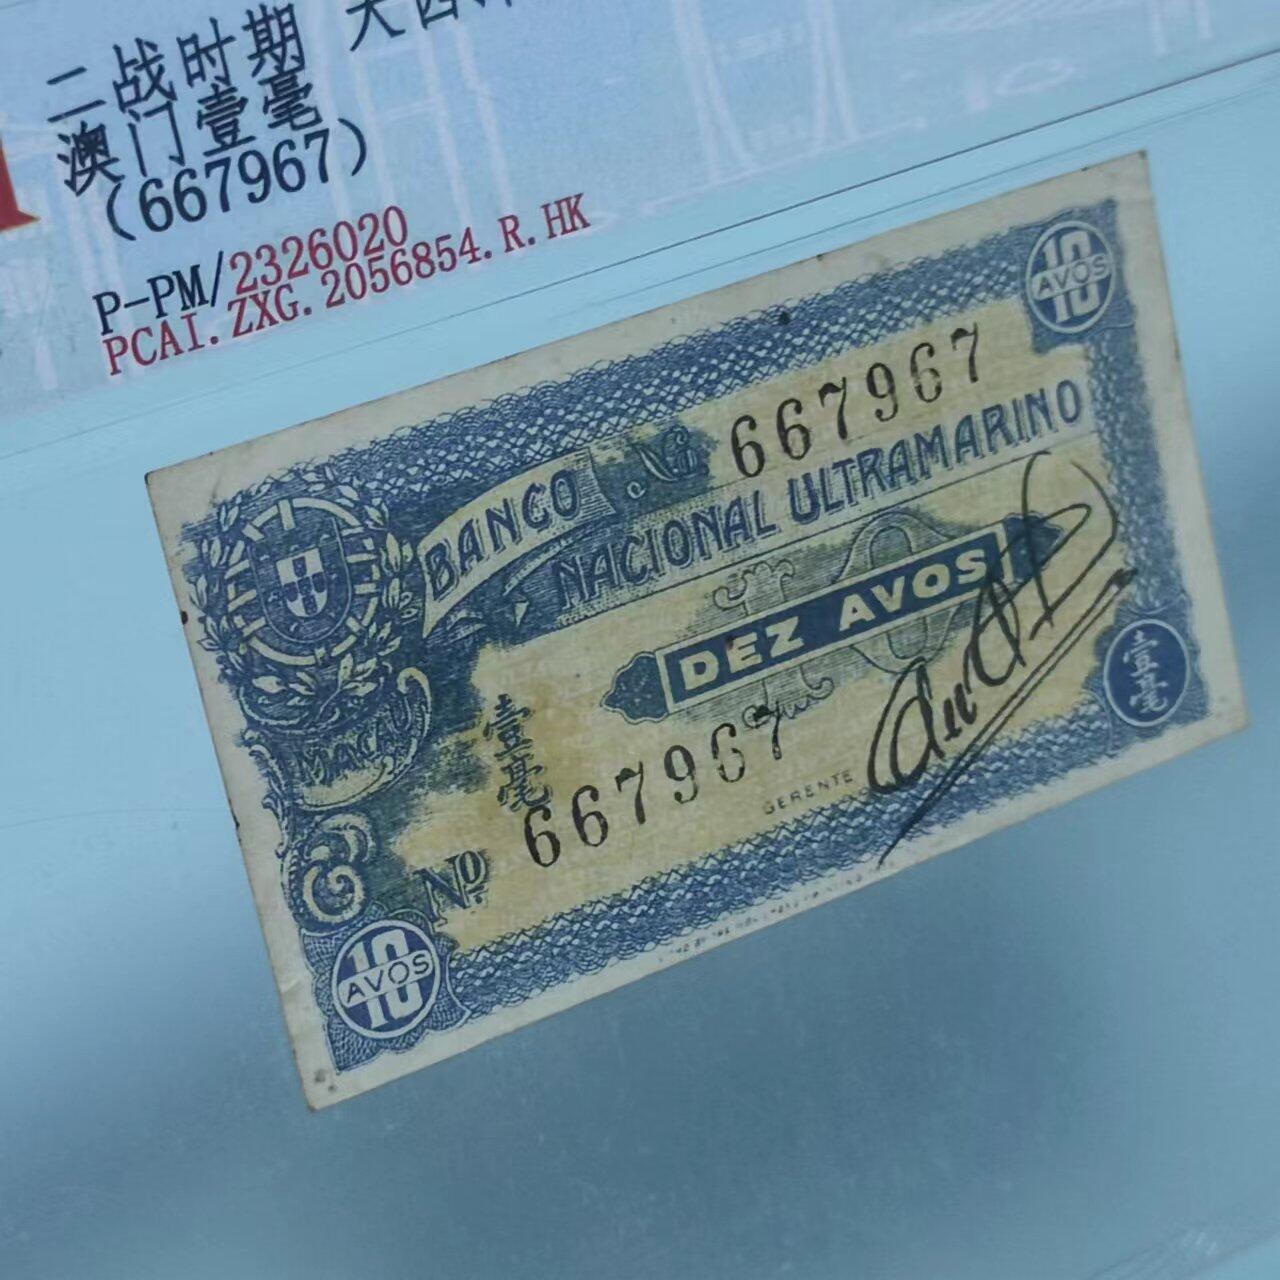 二战时期 大西
澳门壹毫
(667967)
P-PM/2326020
PCAI.ZXG.2056854.R.HK
10
AVOS
No 667967
BANCO
NACIONAL ULTRAMARINO
DEZ AVOS
MACAU
壹毫
壹毫
667967
GERENTE
No
10
AVOS